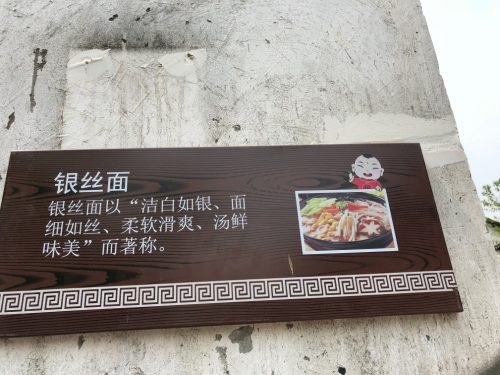 银丝面
银丝面以“洁白如银、面
细如丝、柔软滑爽、汤鲜
味美”而著称。